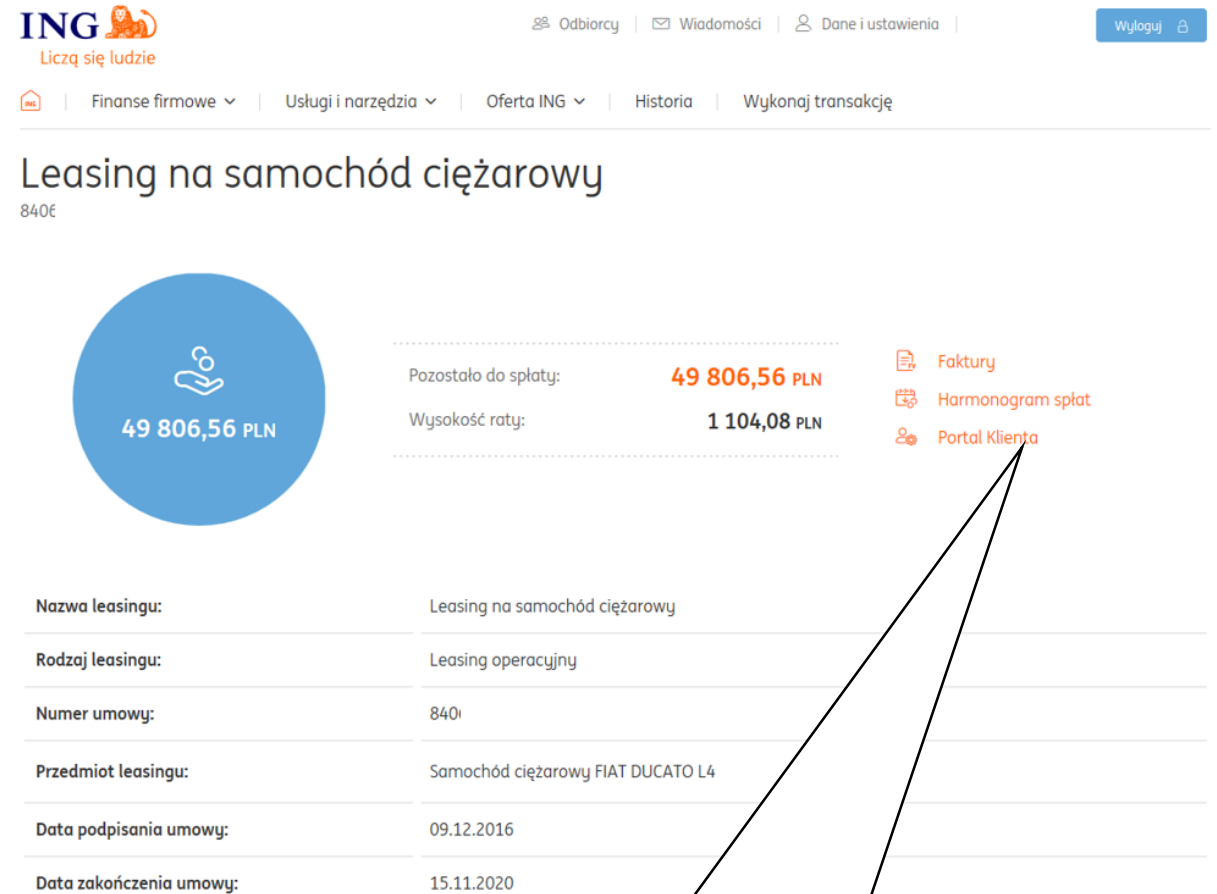 ING
Liczą się ludzie
Odbiorcy Wiadomości Dane i ustawienia Wyloguj
ING Finanse firmowe Usługi i narzędzia Oferta ING Historia Wykonaj transakcję
Leasing na samochód ciężarowy
8406
49 806,56 PLN
Pozostało do spłaty: 49 806,56 PLN
Wysokość raty: 1 104,08 PLN
Faktury
Harmonogram spłat
Portal Klienta
Nazwa leasingu: Leasing na samochód ciężarowy
Rodzaj leasingu: Leasing operacyjny
Numer umowy: 840
Przedmiot leasingu: Samochód ciężarowy FIAT DUCATO L4
Data podpisania umowy: 09.12.2016
Data zakończenia umowy: 15.11.2020